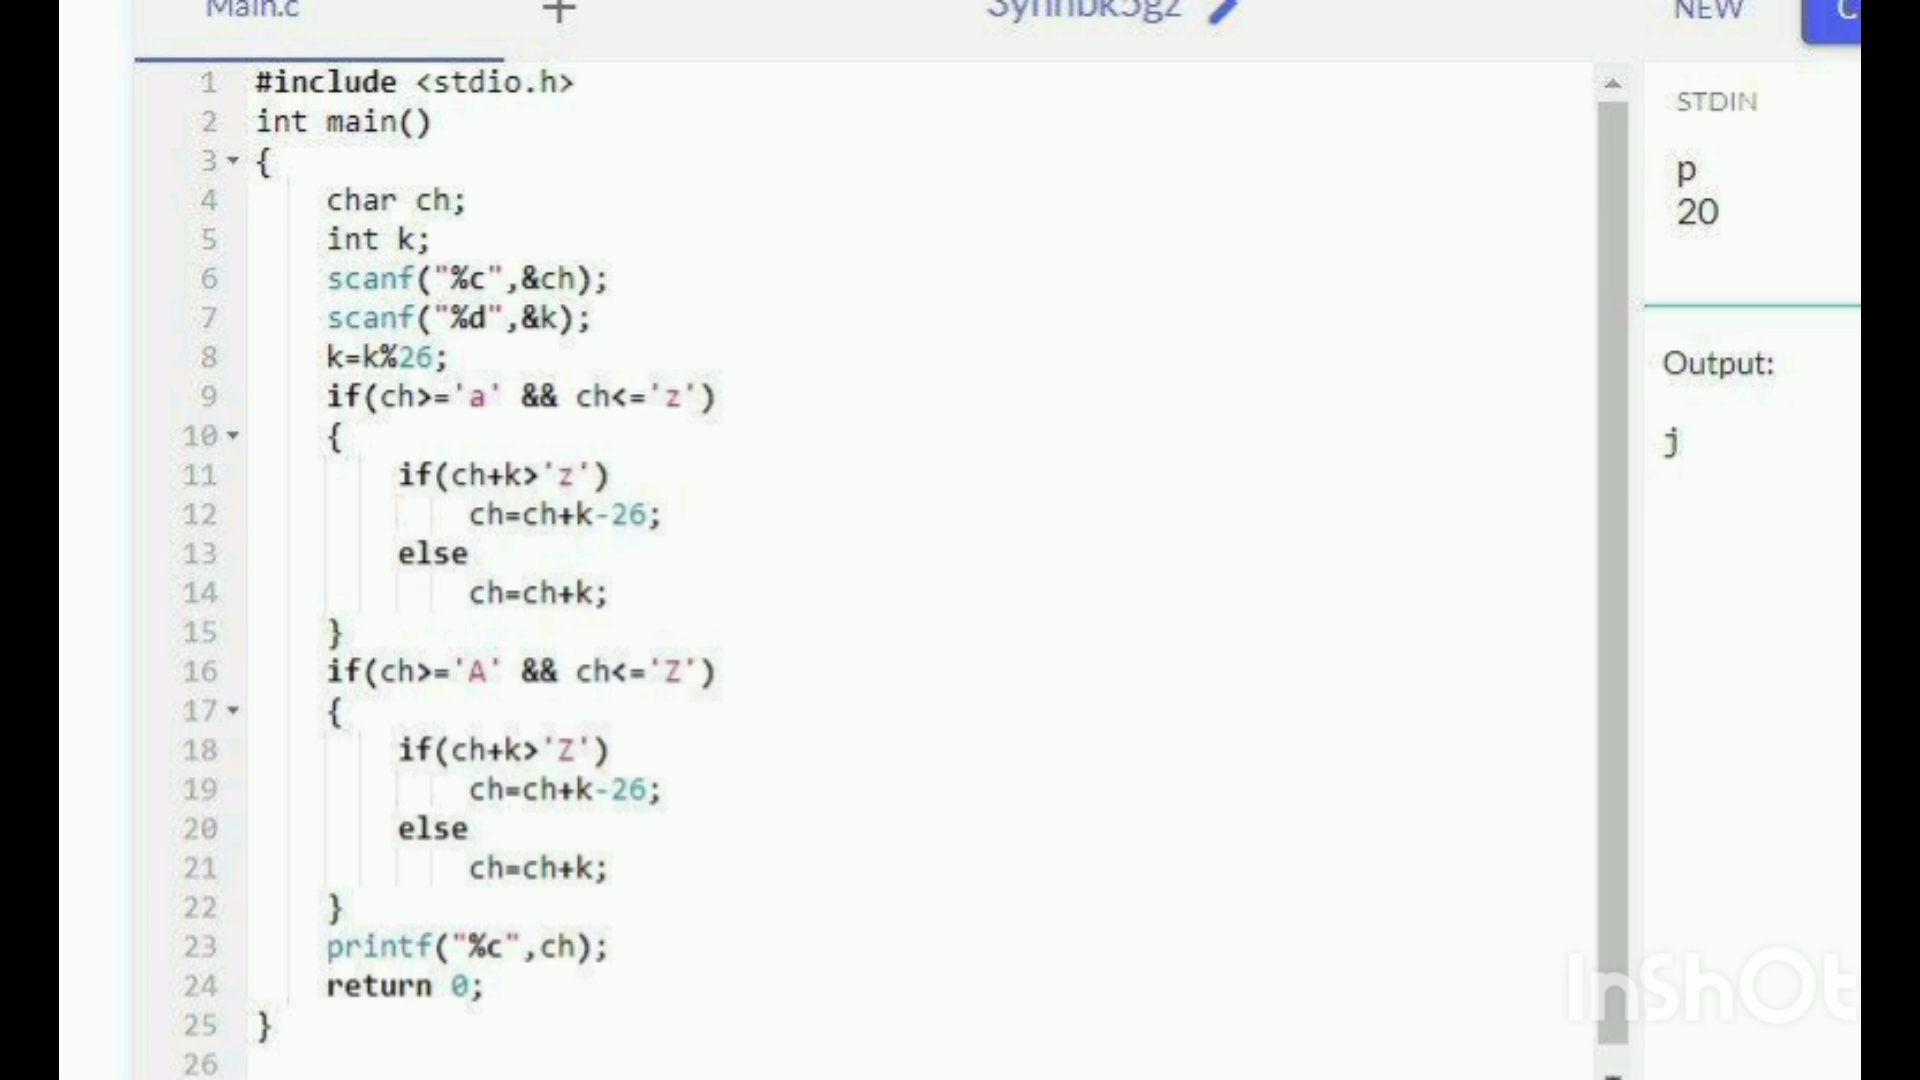 Main.c + 3ynnbk5gz NEW
1 #include <stdio.h>
2 int main()
3 {
4 char ch;
5 int k;
6 scanf("%c",&ch);
7 scanf("%d",&k);
8 k=k%26;
9 if(ch>='a' && ch<='z')
10 {
11 if(ch+k>'z')
12 ch=ch+k-26;
13 else
14 ch=ch+k;
15 }
16 if(ch>='A' && ch<='Z')
17 {
18 if(ch+k>'Z')
19 ch=ch+k-26;
20 else
21 ch=ch+k;
22 }
23 printf("%c",ch);
24 return 0;
25 }
26
STDIN
p
20
Output:
j
InShOt